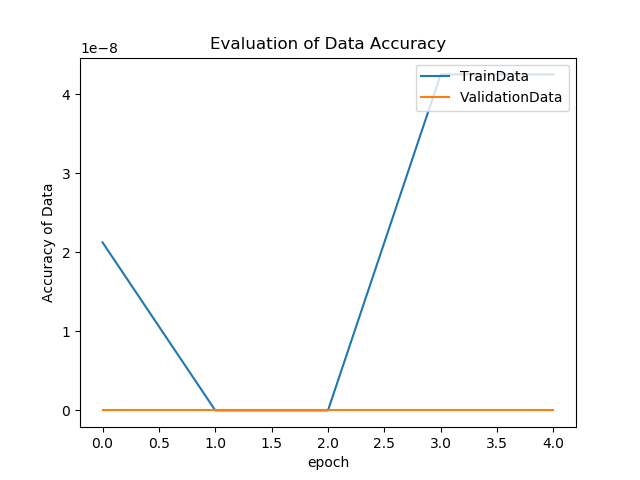 Evaluation of Data Accuracy
1e−8
TrainData
ValidationData
4
3
2
1
0
Accuracy of Data
0.0 0.5 1.0 1.5 2.0 2.5 3.0 3.5 4.0
epoch